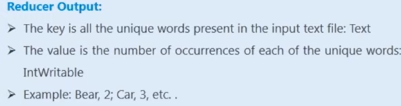 Reducer Output:
➢ The key is all the unique words present in the input text file: Text
➢ The value is the number of occurrences of each of the unique words:
IntWritable
➢ Example: Bear, 2; Car, 3, etc. .